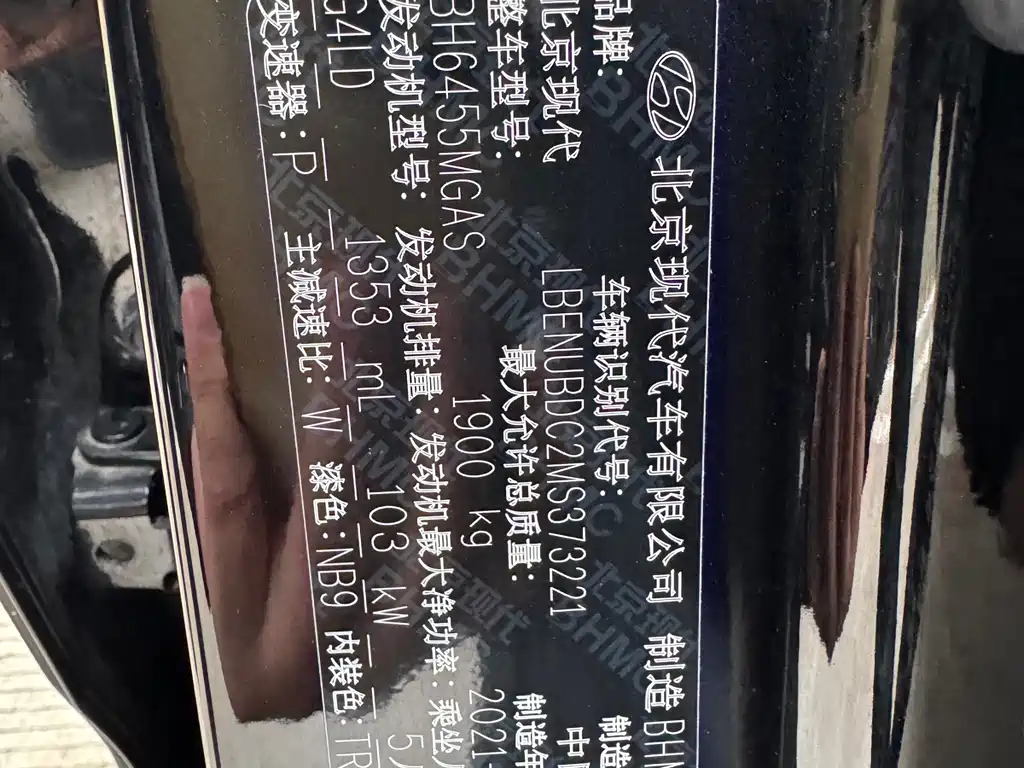 北京现代汽车有限公司 制造 BHM
品牌: 车辆识别代号: 制造
北京现代 LBENUBDC2MS373221 中
整车型号: 最大允许总质量: 制造年
BH6455MGAS 1900 kg 2021-
发动机型号: 发动机排量: 发动机最大净功率: 乘坐人
G4LD 1353 mL 103 kW 5人
变速器: P 主减速比: W 漆色: NB9 内装色: TR